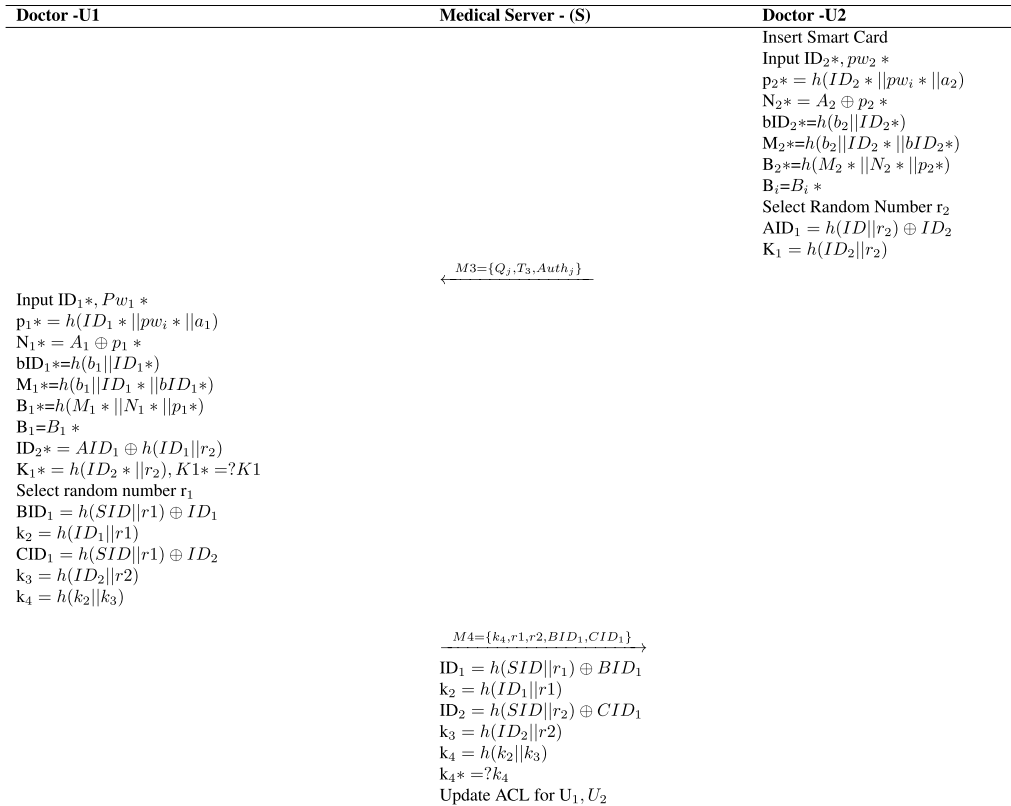 Doctor -U1 Medical Server - (S) Doctor -U2
Insert Smart Card
Input ID₂*, pw₂ *
p₂* = h(ID₂ * ||pwᵢ * ||a₂)
N₂* = A₂ ⊕ p₂ *
bID₂*=h(b₂||ID₂*)
M₂*=h(b₂||ID₂ * ||bID₂*)
B₂*=h(M₂ * ||N₂ * ||p₂*)
Bᵢ=Bᵢ *
Select Random Number r₂
AID₁ = h(ID||r₂) ⊕ ID₂
K₁ = h(ID₂||r₂)
M3={Qⱼ,T₃,Authⱼ}
Input ID₁*, Pw₁ *
p₁* = h(ID₁ * ||pwᵢ * ||a₁)
N₁* = A₁ ⊕ p₁ *
bID₁*=h(b₁||ID₁*)
M₁*=h(b₁||ID₁ * ||bID₁*)
B₁*=h(M₁ * ||N₁ * ||p₁*)
B₁=B₁ *
ID₂* = AID₁ ⊕ h(ID₁||r₂)
K₁* = h(ID₂ * ||r₂), K1* =?K1
Select random number r₁
BID₁ = h(SID||r1) ⊕ ID₁
k₂ = h(ID₁||r1)
CID₁ = h(SID||r1) ⊕ ID₂
k₃ = h(ID₂||r2)
k₄ = h(k₂||k₃)
M4={k₄,r1,r2,BID₁,CID₁}
ID₁ = h(SID||r₁) ⊕ BID₁
k₂ = h(ID₁||r1)
ID₂ = h(SID||r₂) ⊕ CID₁
k₃ = h(ID₂||r2)
k₄ = h(k₂||k₃)
k₄* =?k₄
Update ACL for U₁, U₂